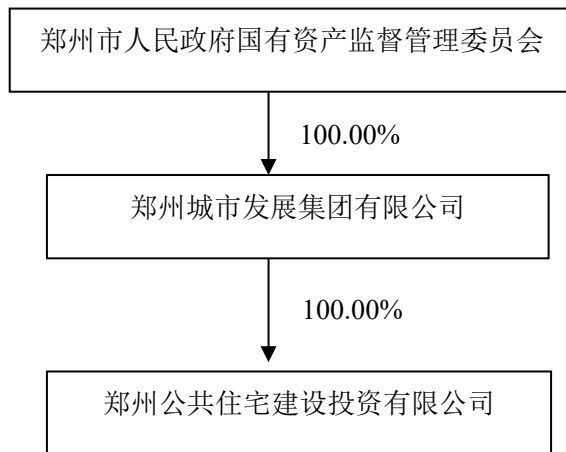 郑州市人民政府国有资产监督管理委员会
100.00%
郑州城市发展集团有限公司
100.00%
郑州公共住宅建设投资有限公司